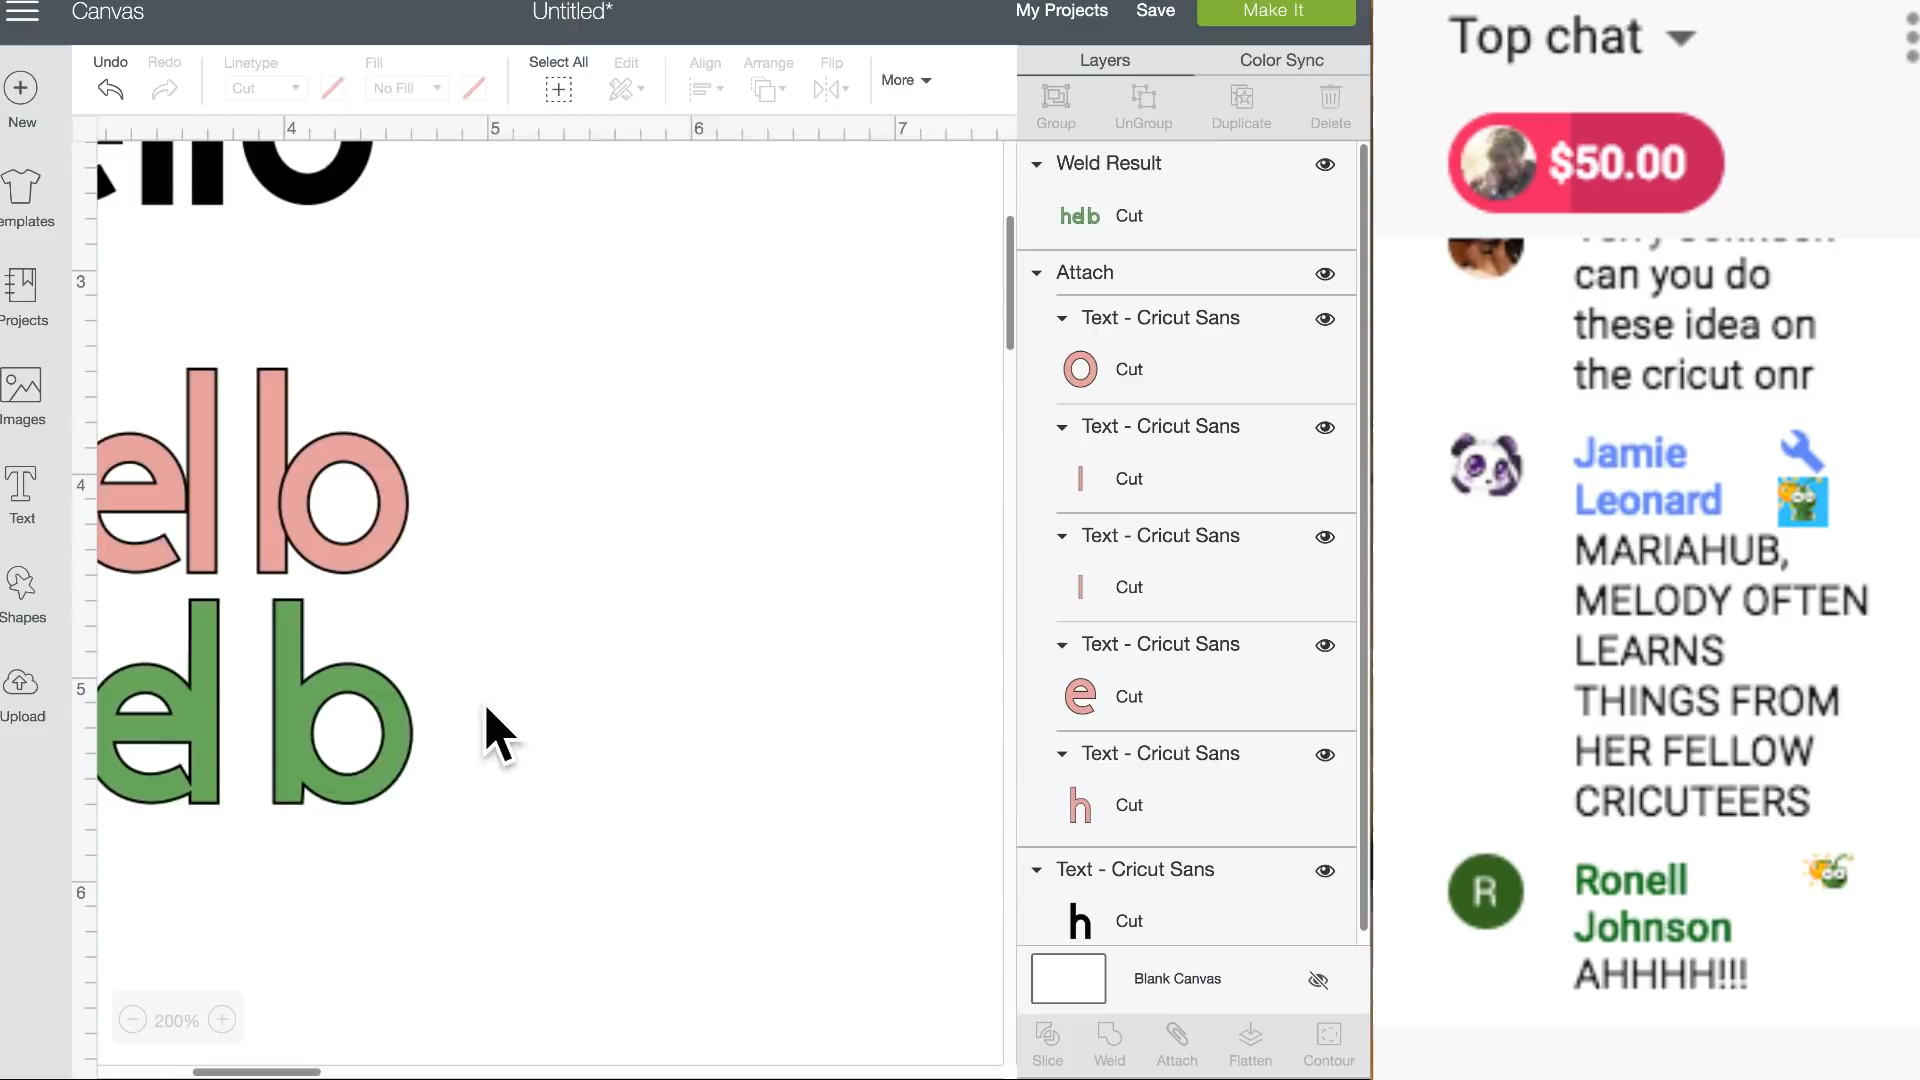 Canvas
Untitled*
My Projects
Save
Make It
Undo
Redo
Linetype
Cut
Fill
No Fill
Select All
Edit
Align
Arrange
Flip
More
Layers
Color Sync
Group
UnGroup
Duplicate
Delete
New
emplates
Projects
Images
Text
Shapes
Upload
4
5
6
7
3
4
5
6
ello
elb
elb
200%
Weld Result
helb Cut
Attach
Text - Cricut Sans
o Cut
Text - Cricut Sans
l Cut
Text - Cricut Sans
l Cut
Text - Cricut Sans
e Cut
Text - Cricut Sans
h Cut
Text - Cricut Sans
h Cut
Blank Canvas
Slice
Weld
Attach
Flatten
Contour
Top chat
$50.00
can you do
these idea on
the cricut onr
Jamie
Leonard
MARIAHUB,
MELODY OFTEN
LEARNS
THINGS FROM
HER FELLOW
CRICUTEERS
R
Ronell
Johnson
AHHHH!!!